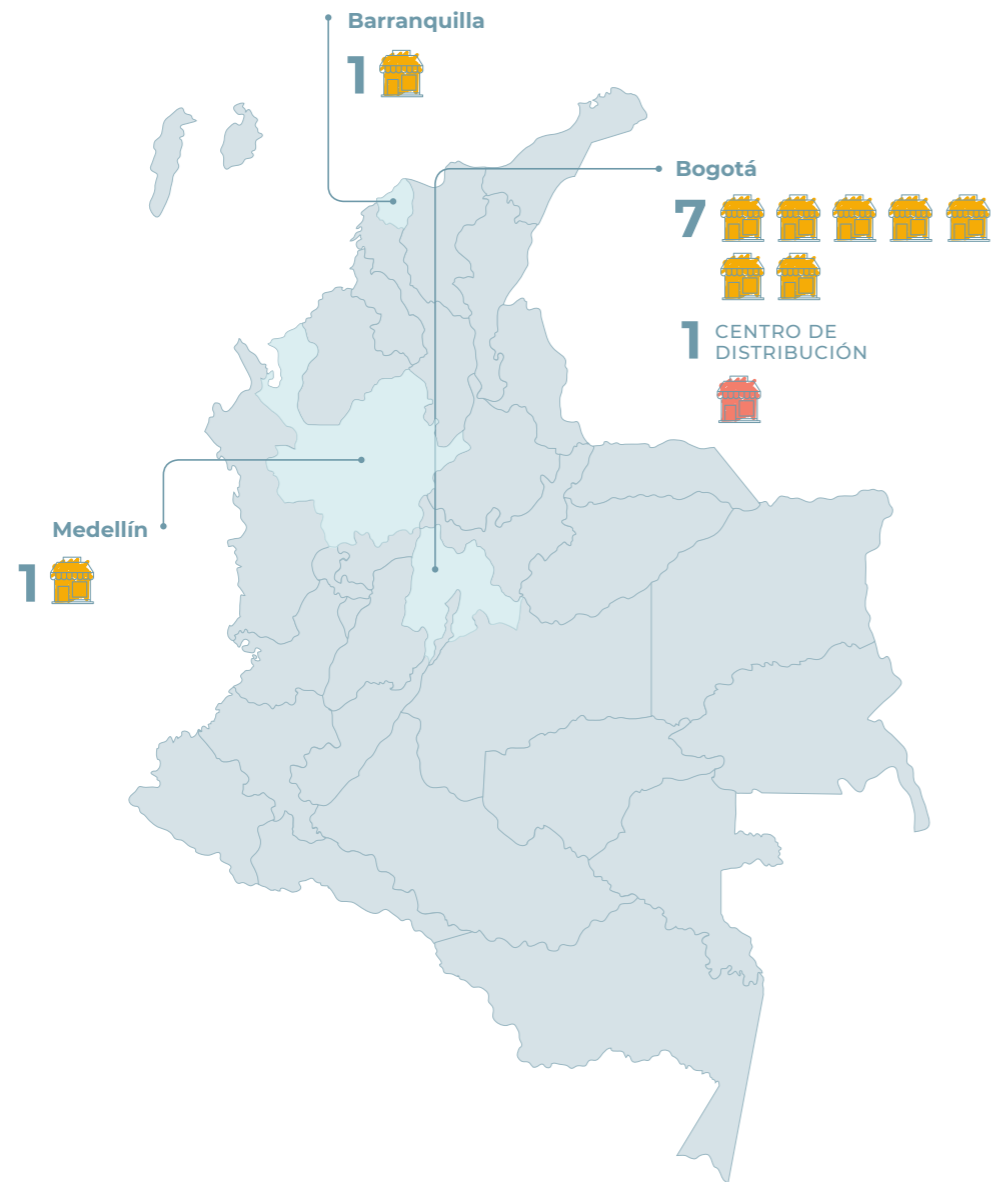 Barranquilla
1
Bogotá
7
1 CENTRO DE
DISTRIBUCIÓN
Medellín
1